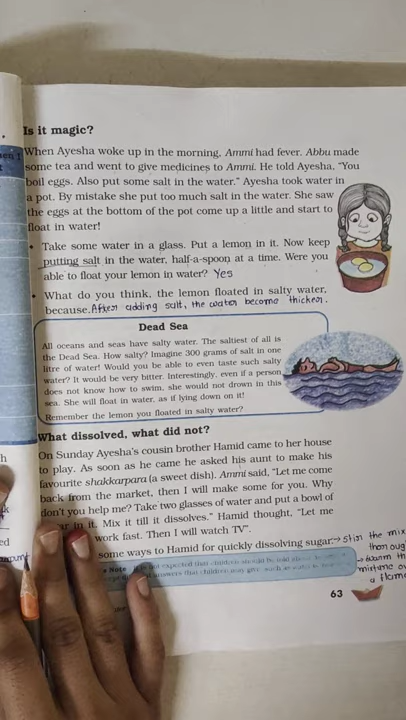 Is it magic?
When Ayesha woke up in the morning, Ammi had fever. Abbu made
some tea and went to give medicines to Ammi. He told Ayesha, “You
boil eggs. Also put some salt in the water.” Ayesha took water in
a pot. By mistake she put too much salt in the water. She saw
the eggs at the bottom of the pot come up a little and start to
float in water!
• Take some water in a glass. Put a lemon in it. Now keep
putting salt in the water, half-a-spoon at a time. Were you
able to float your lemon in water? Yes
• What do you think, the lemon floated in salty water,
because. After adding salt, the water become thicker.
Dead Sea
All oceans and seas have salty water. The saltiest of all is
the Dead Sea. How salty? Imagine 300 grams of salt in one
litre of water! Would you be able to even taste such salty
water? It would be very bitter. Interestingly, even if a person
does not know how to swim, she would not drown in this
sea. She will float in water, as if lying down on it!
Remember the lemon you floated in salty water?
What dissolved, what did not?
On Sunday Ayesha’s cousin brother Hamid came to her house
to play. As soon as he came he asked his aunt to make his
favourite shakkarpara (a sweet dish). Ammi said, “Let me come
back from the market, then I will make some for you. Why
don’t you help me? Take two glasses of water and put a bowl of
in it. Mix it till it dissolves.” Hamid thought, “Let me
work fast. Then I will watch TV”.
some ways to Hamid for quickly dissolving sugar. → Stir the mix
→ warm th
mixture o
a flame
63